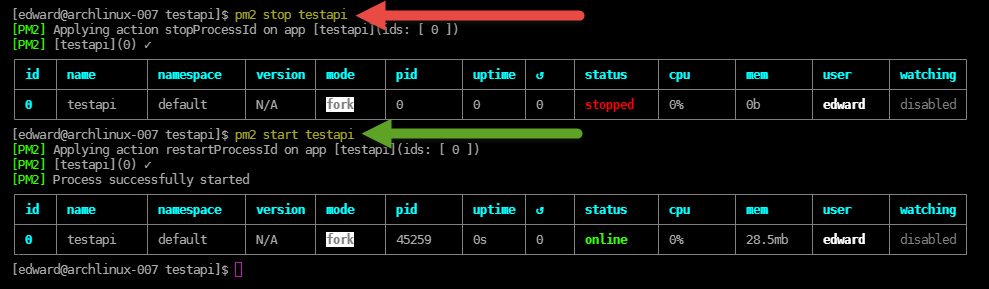 [edward@archlinux-007 testapi]$ pm2 stop testapi
[PM2] Applying action stopProcessId on app [testapi](ids: [ 0 ])
[PM2] [testapi](0) ✓
id name namespace version mode pid uptime ↺ status cpu mem user watching
0 testapi default N/A fork 0 0 0 stopped 0% 0b edward disabled
[edward@archlinux-007 testapi]$ pm2 start testapi
[PM2] Applying action restartProcessId on app [testapi](ids: [ 0 ])
[PM2] [testapi](0) ✓
[PM2] Process successfully started
id name namespace version mode pid uptime ↺ status cpu mem user watching
0 testapi default N/A fork 45259 0s 0 online 0% 28.5mb edward disabled
[edward@archlinux-007 testapi]$